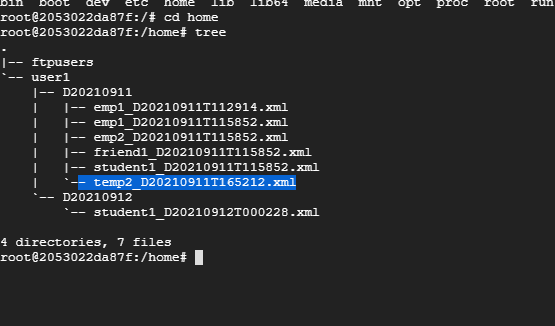 bin  boot  dev  etc  home  lib  lib64  media  mnt  opt  proc  root  run
root@2053022da87f:/# cd home
root@2053022da87f:/home# tree
.
|-- ftpusers
`-- user1
    |-- D20210911
    |   |-- emp1_D20210911T112914.xml
    |   |-- emp1_D20210911T115852.xml
    |   |-- emp2_D20210911T115852.xml
    |   |-- friend1_D20210911T115852.xml
    |   |-- student1_D20210911T115852.xml
    |   `-- temp2_D20210911T165212.xml
    `-- D20210912
        `-- student1_D20210912T000228.xml

4 directories, 7 files
root@2053022da87f:/home#